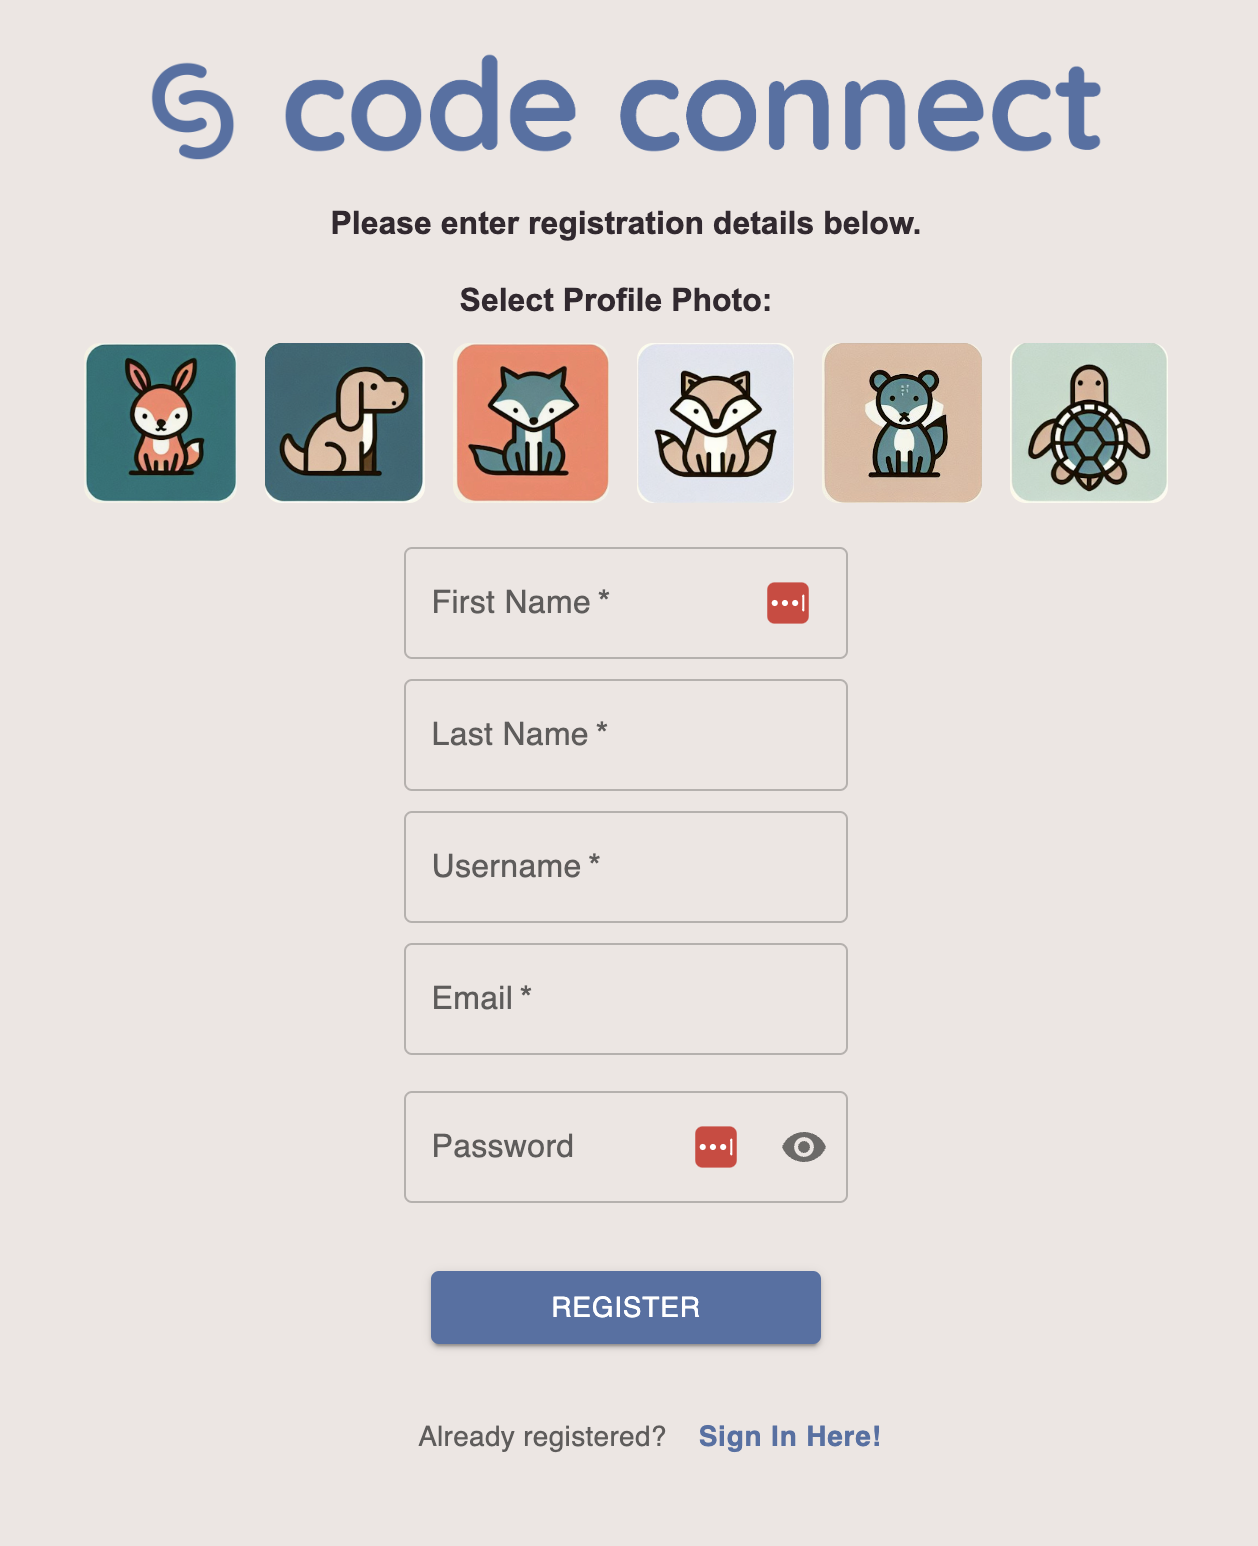 code connect
Please enter registration details below.
Select Profile Photo:
First Name *
Last Name *
Username *
Email *
Password
REGISTER
Already registered? Sign In Here!